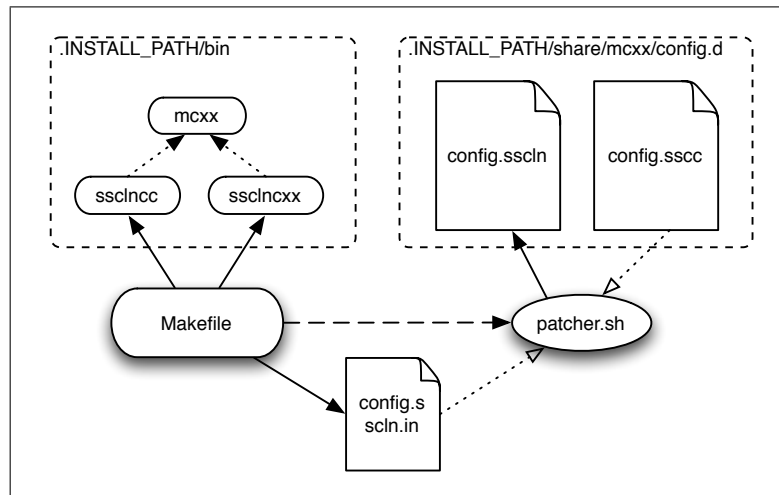 .INSTALL_PATH/bin
.INSTALL_PATH/share/mcxx/config.d
mcxx
ssclncc
ssclncxx
config.sscln
config.sscc
Makefile
patcher.sh
config.s
scln.in